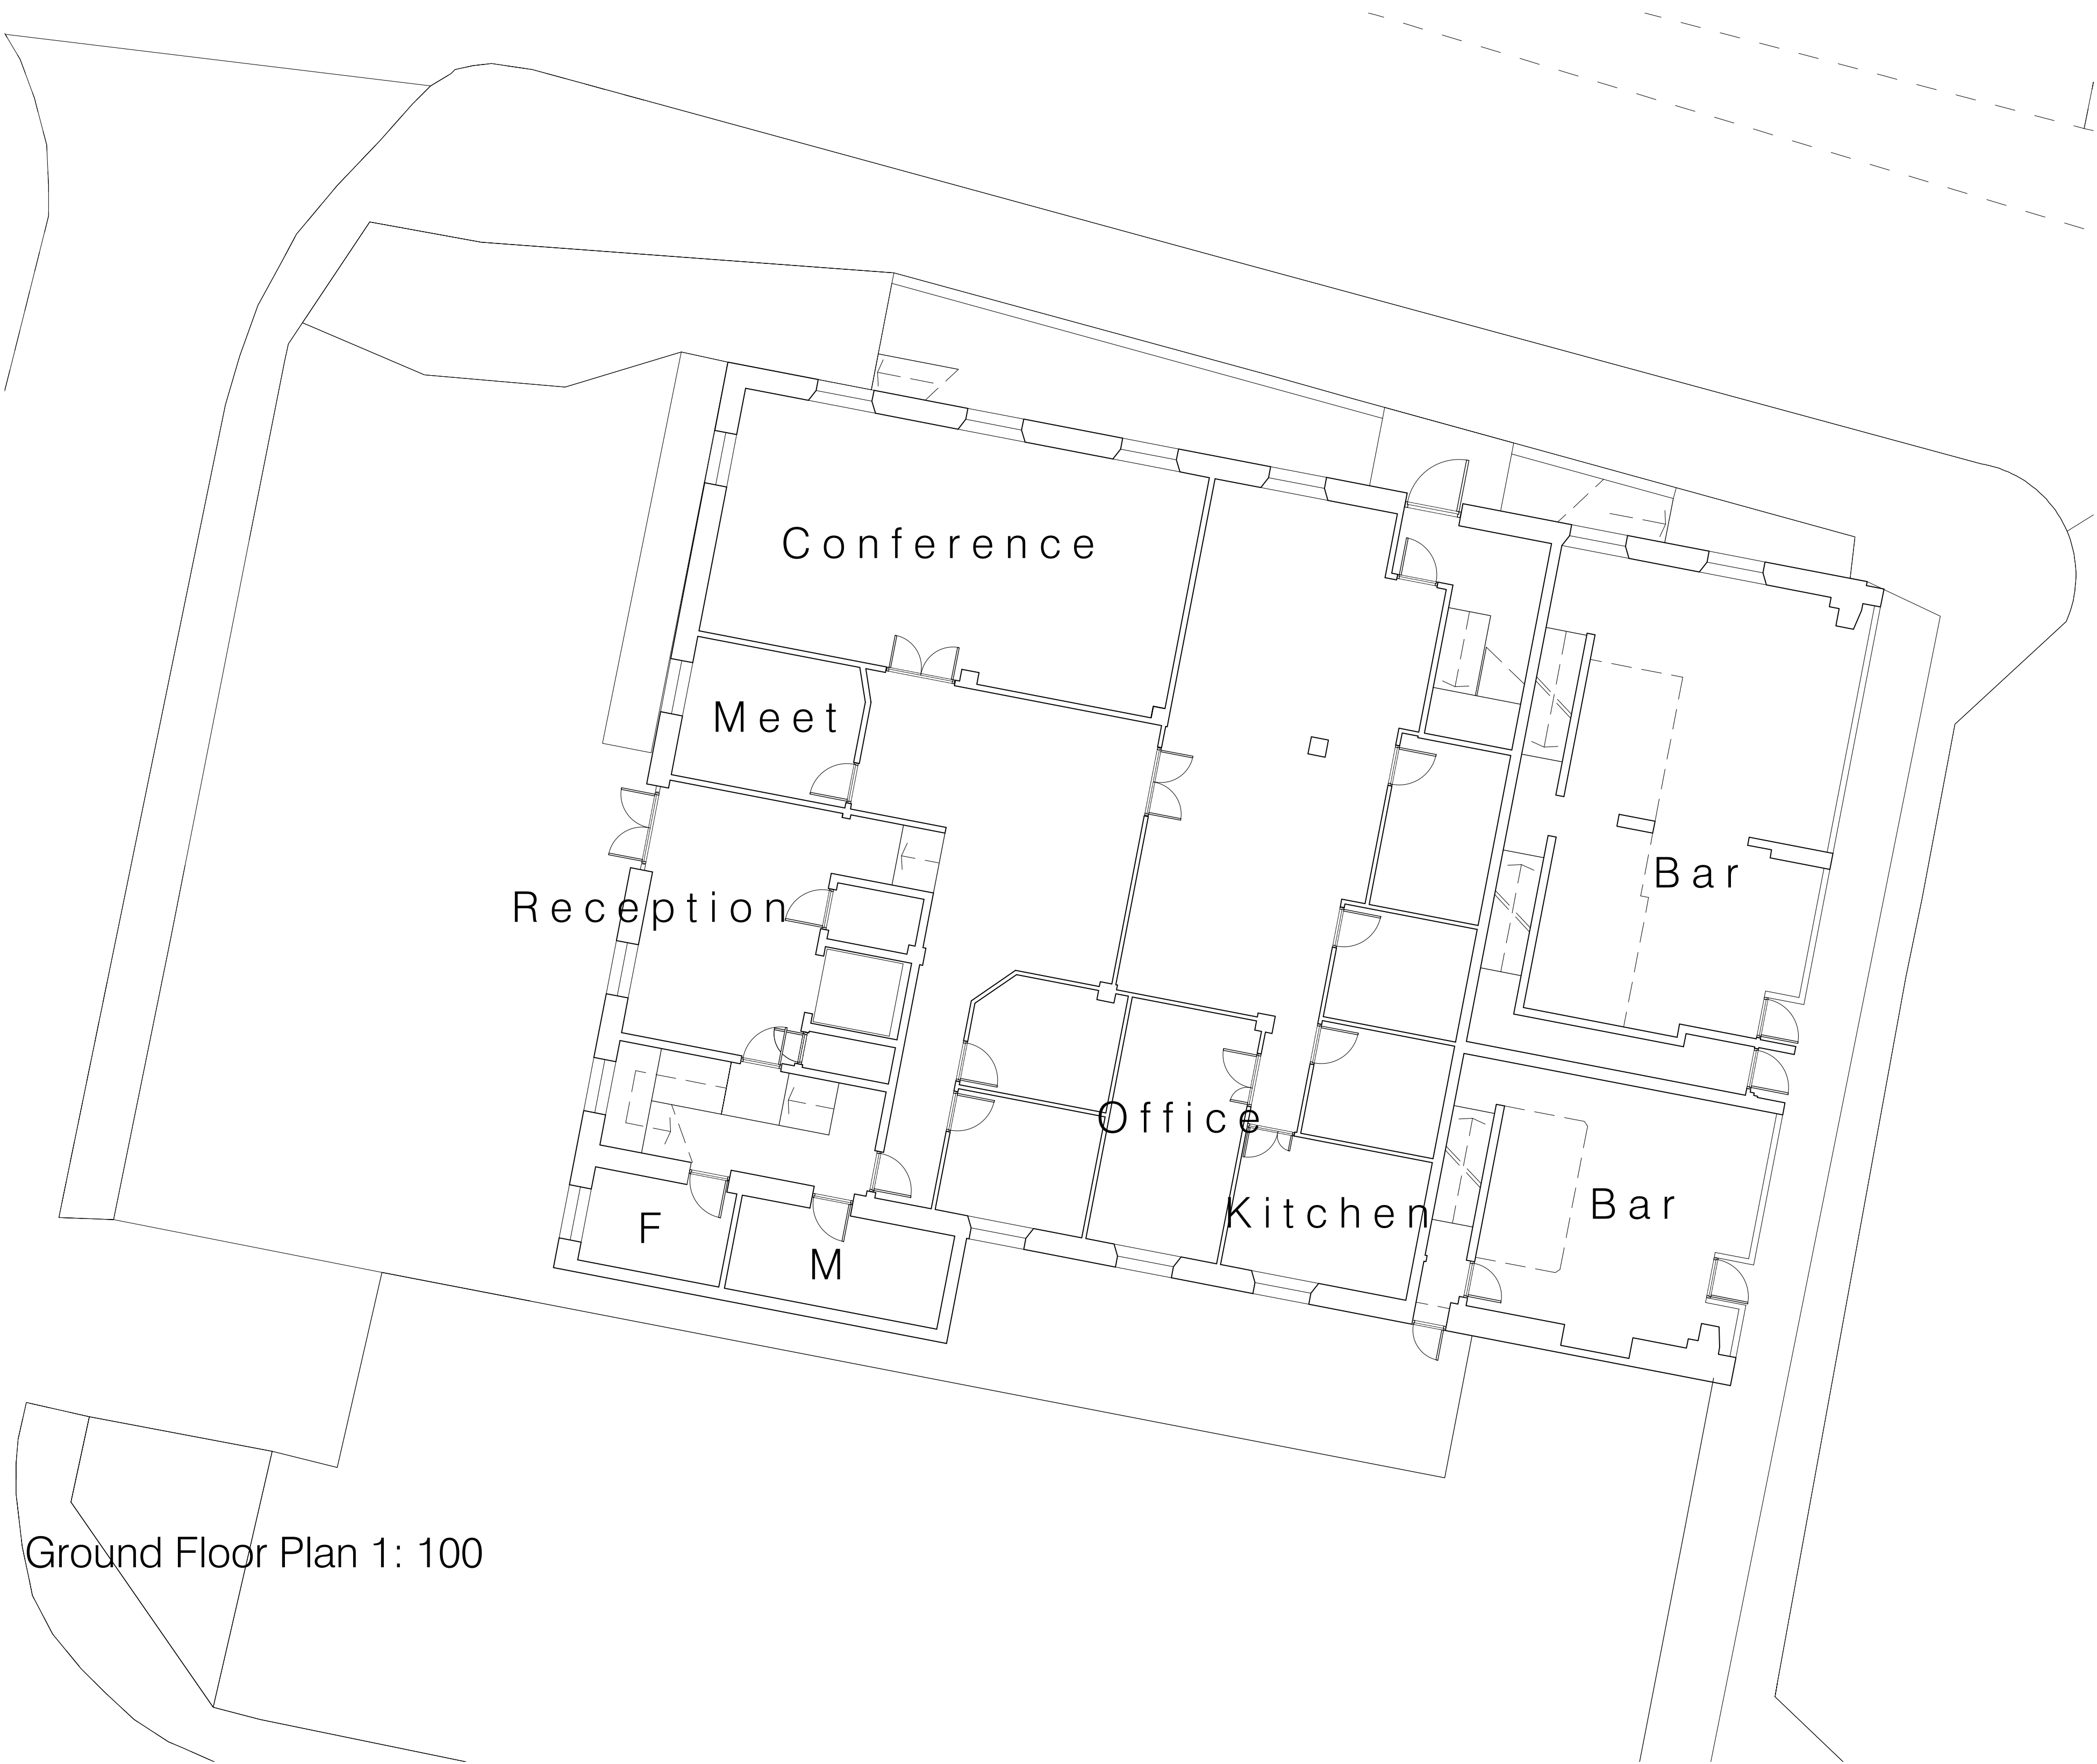 Conference
Meet
Reception
Bar
Office
Kitchen
Bar
F
M
Ground Floor Plan 1: 100